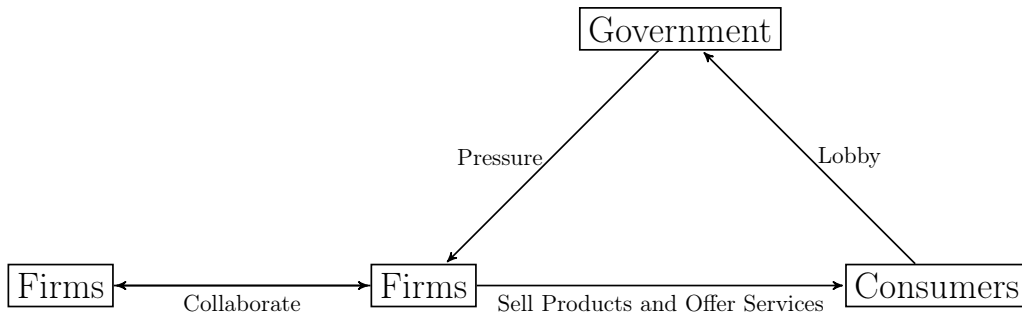 Government
Pressure
Lobby
Firms
Collaborate
Firms
Sell Products and Offer Services
Consumers